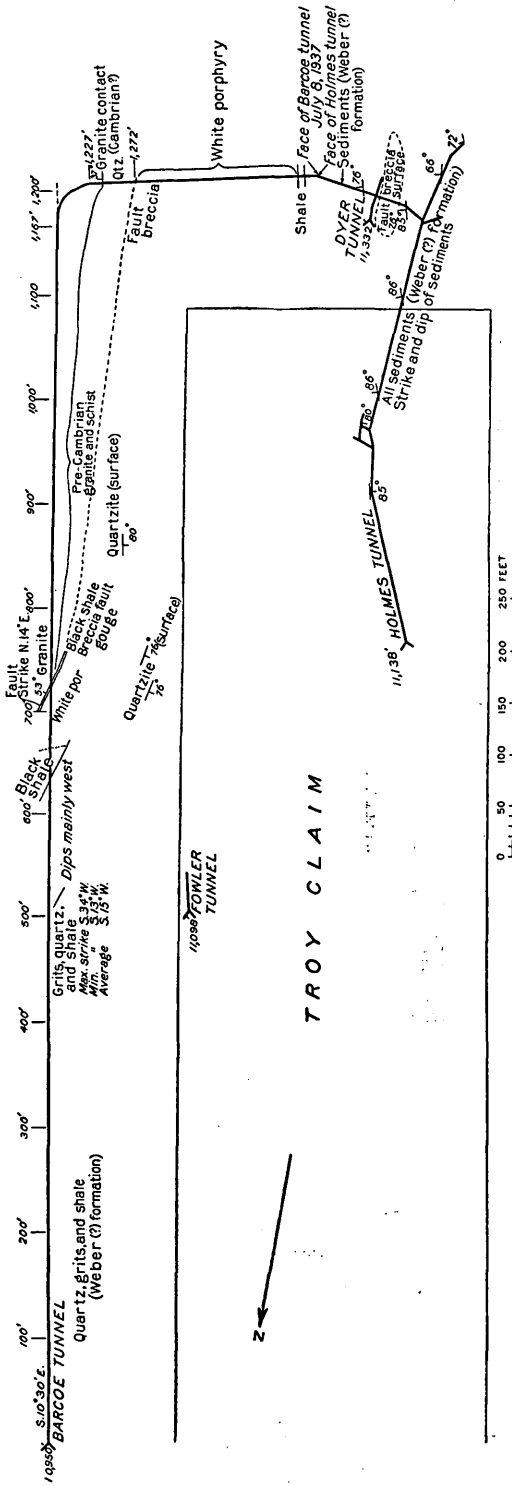 10,950'
S.10°30'E.
BARCOE TUNNEL
100'
200'
300'
400'
500'
600'
700'
800'
900'
1,000'
1,100'
1,167'
1,200'
Quartz, grits, and shale
(Weber (?) formation)
Grits, quartz,
and shale
Max. strike S.34°W.
Min. " S.13°W.
Average S.15°W.
Dips mainly west
Black
shale
Fault
Strike N.14°E.
53°
Granite
White por
Black shale
Breccia fault
gouge
Pre-Cambrian
granite and schist
Quartzite (surface)
80°
Quartzite
76°
76° (surface)
1,227'
Granite contact
Qtz. (Cambrian?)
1,272'
Fault
breccia
White porphyry
Shale
Face of Barcoe tunnel
July 8, 1937
Face of Holmes tunnel
Sediments (Weber (?)
formation)
DYER
TUNNEL
11,332'
76°
Fault breccia
surface
85°
66°
72°
86°
All sediments (Weber (?) formation)
Strike and dip of sediments
86°
80°
85°
HOLMES TUNNEL
11,138'
11,098'
FOWLER
TUNNEL
TROY CLAIM
N
0 50 100 150 200 250 FEET